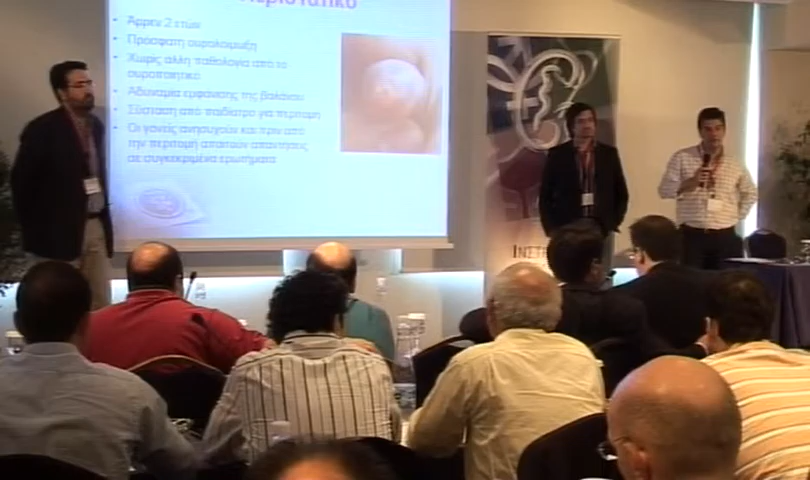 Περιστατικό
• Άρρεν 2 ετών
• Πρόσφατη ουρολοίμωξη
• Χωρίς άλλη παθολογία από το
ουροποιητικό
• Αδυναμία εμφάνισης της βαλάνου
• Σύσταση από παιδίατρο για περιτομή
• Οι γονείς ανησυχούν και πριν από
την περιτομή απαιτούν απαντήσεις
σε συγκεκριμένα ερωτήματα